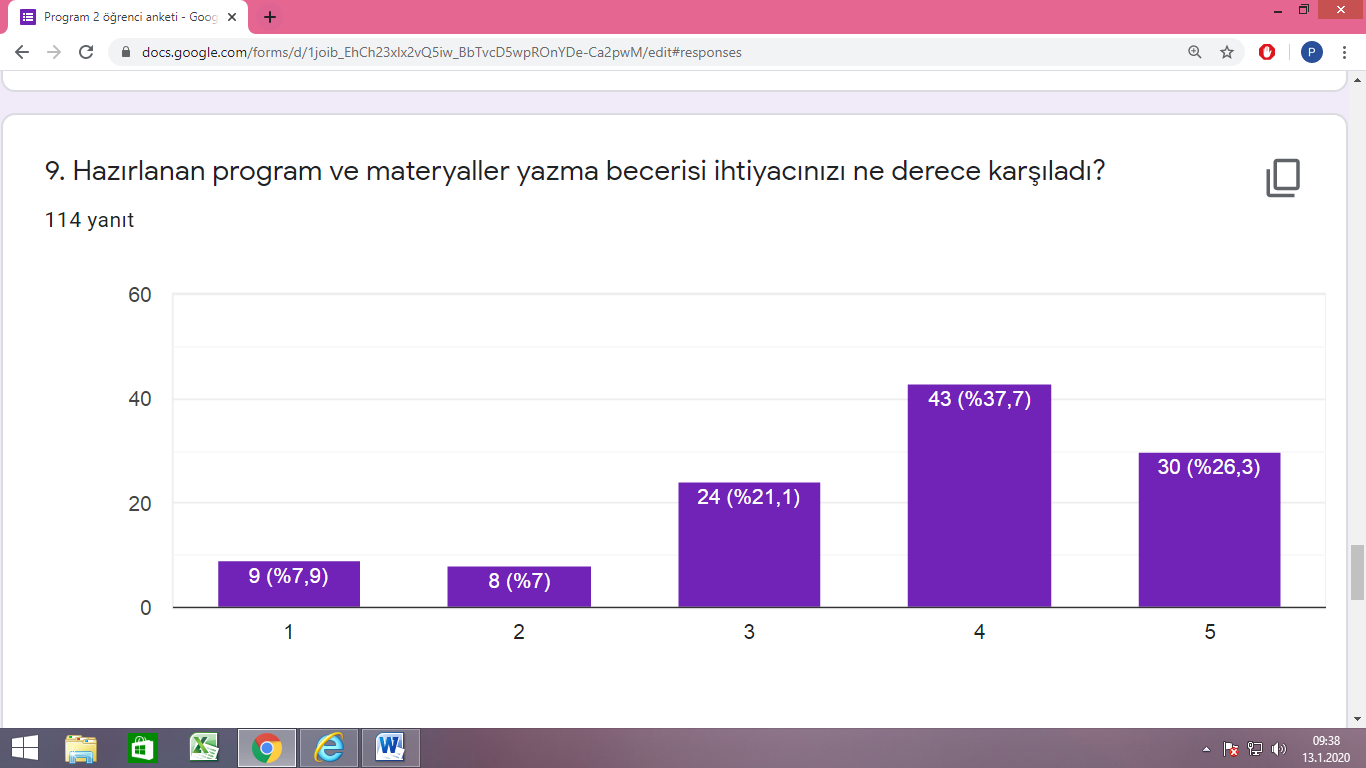 Program 2 öğrenci anketi - Goog
docs.google.com/forms/d/1joib_EhCh23xlx2vQ5iw_BbTvcD5wpROnYDe-Ca2pwM/edit#responses
P
9. Hazırlanan program ve materyaller yazma becerisi ihtiyacınızı ne derece karşıladı?
114 yanıt
60
40
20
0
9 (%7,9)
8 (%7)
24 (%21,1)
43 (%37,7)
30 (%26,3)
1 2 3 4 5
09:38
13.1.2020